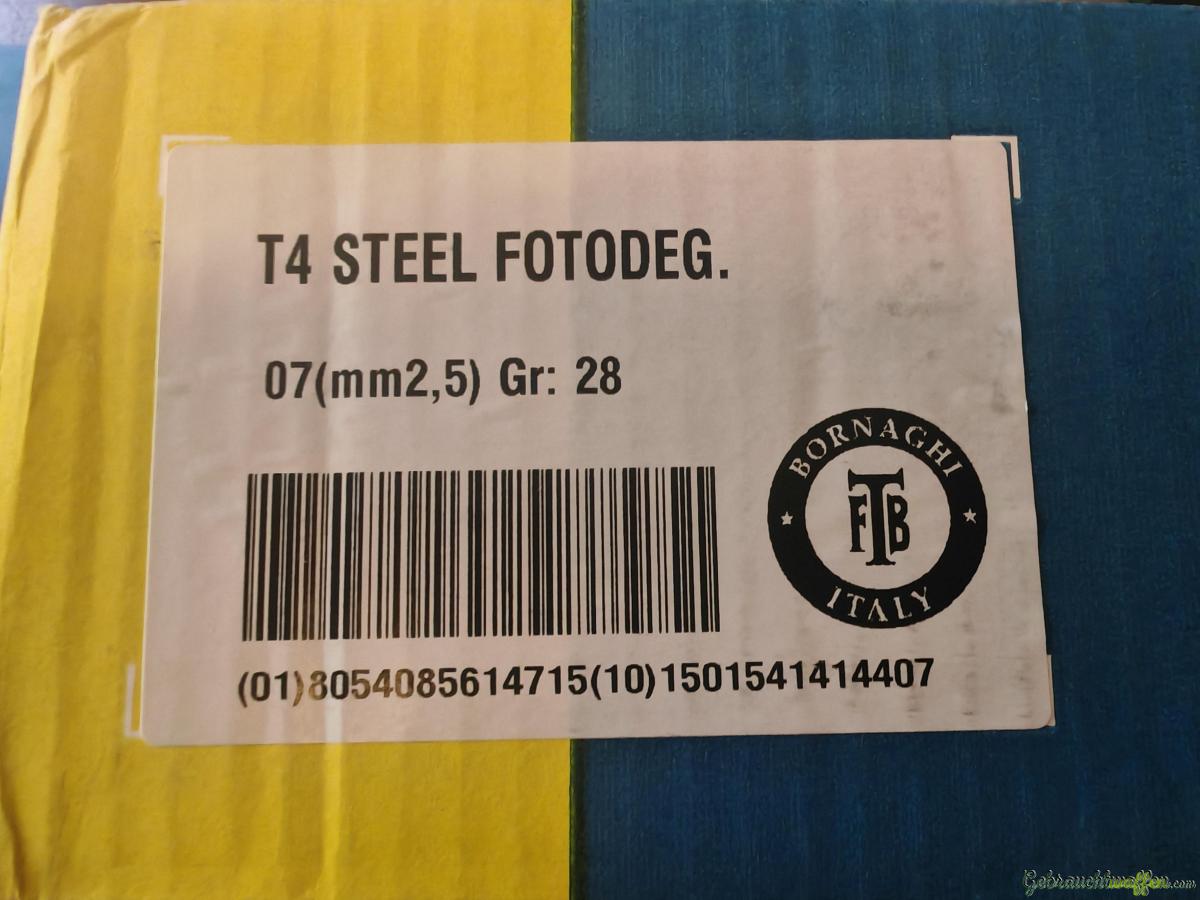 T4 STEEL FOTODEG.
07(mm2,5) Gr: 28
BORNAGHI
FTB
ITALY
(01)8054085614715(10)1501541414407
Gebrauchtwaffen.com